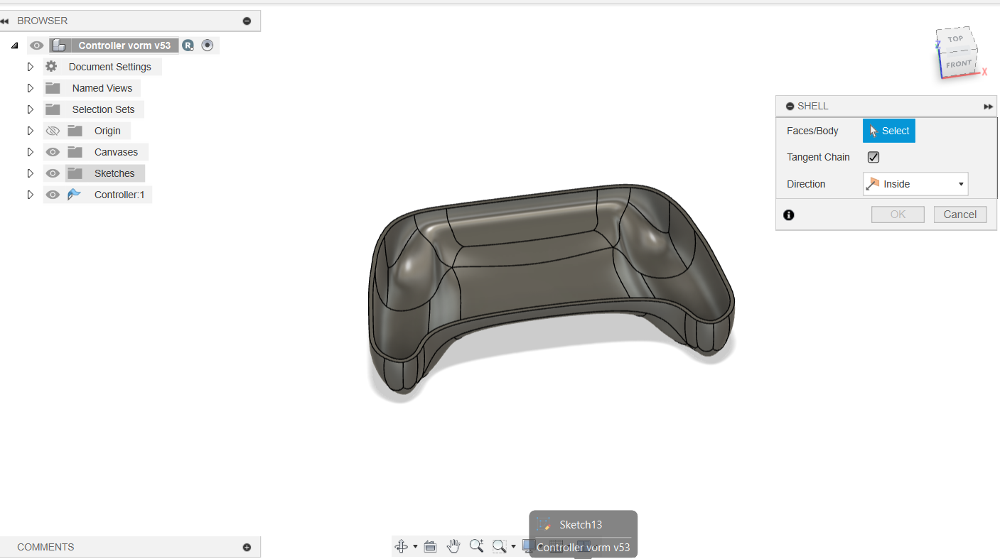 BROWSER
Controller vorm v53
R
Document Settings
Named Views
Selection Sets
Origin
Canvases
Sketches
Controller:1
TOP
Z
FRONT
X
SHELL
Faces/Body Select
Tangent Chain
Direction Inside
OK Cancel
Sketch13
Controller vorm v53
COMMENTS